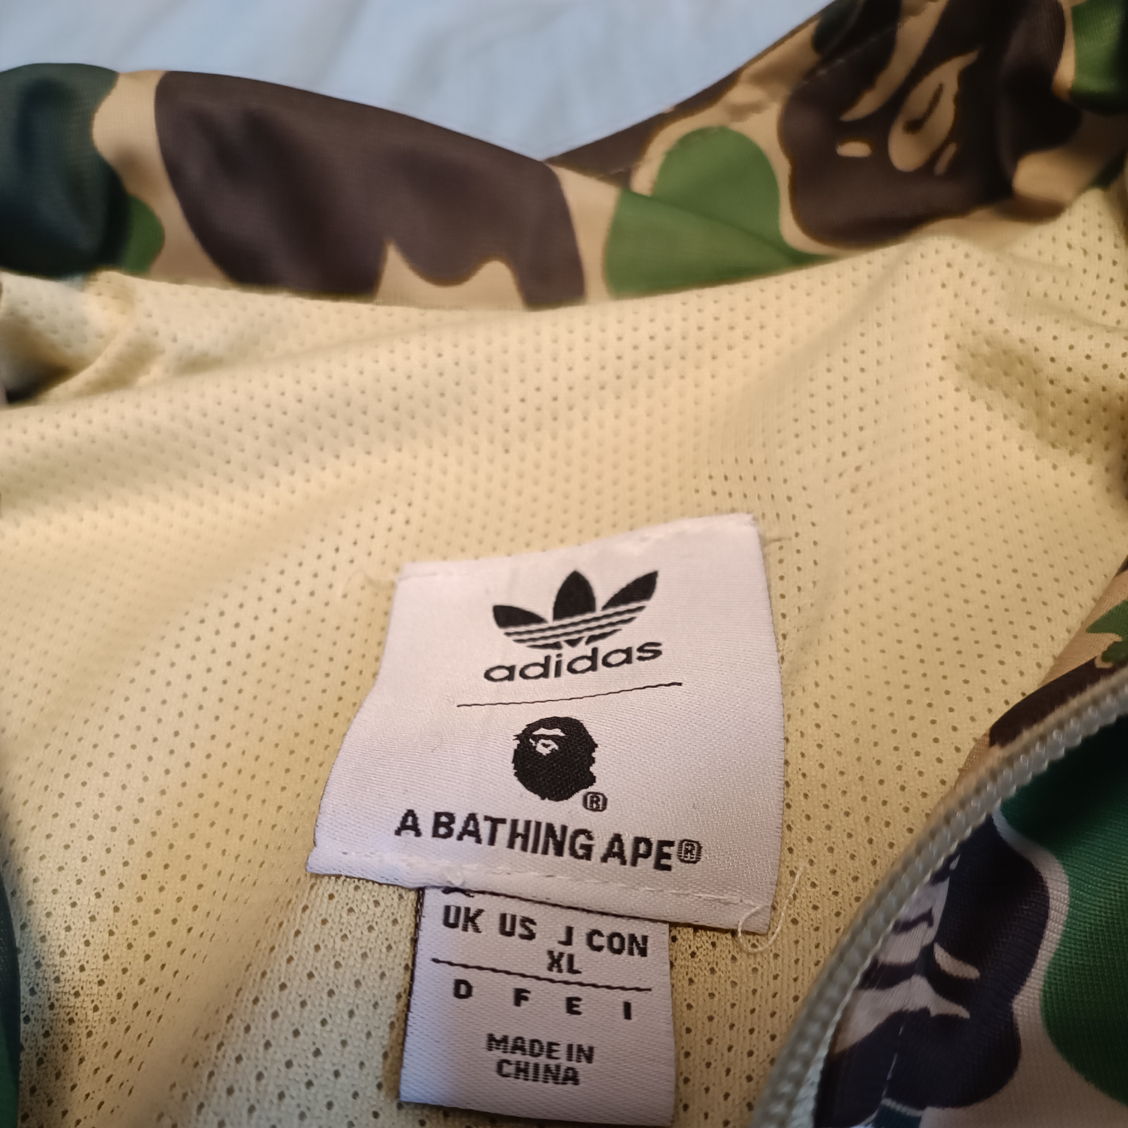 adidas
®
A BATHING APE®
UK US J CON
XL
D F E I
MADE IN
CHINA